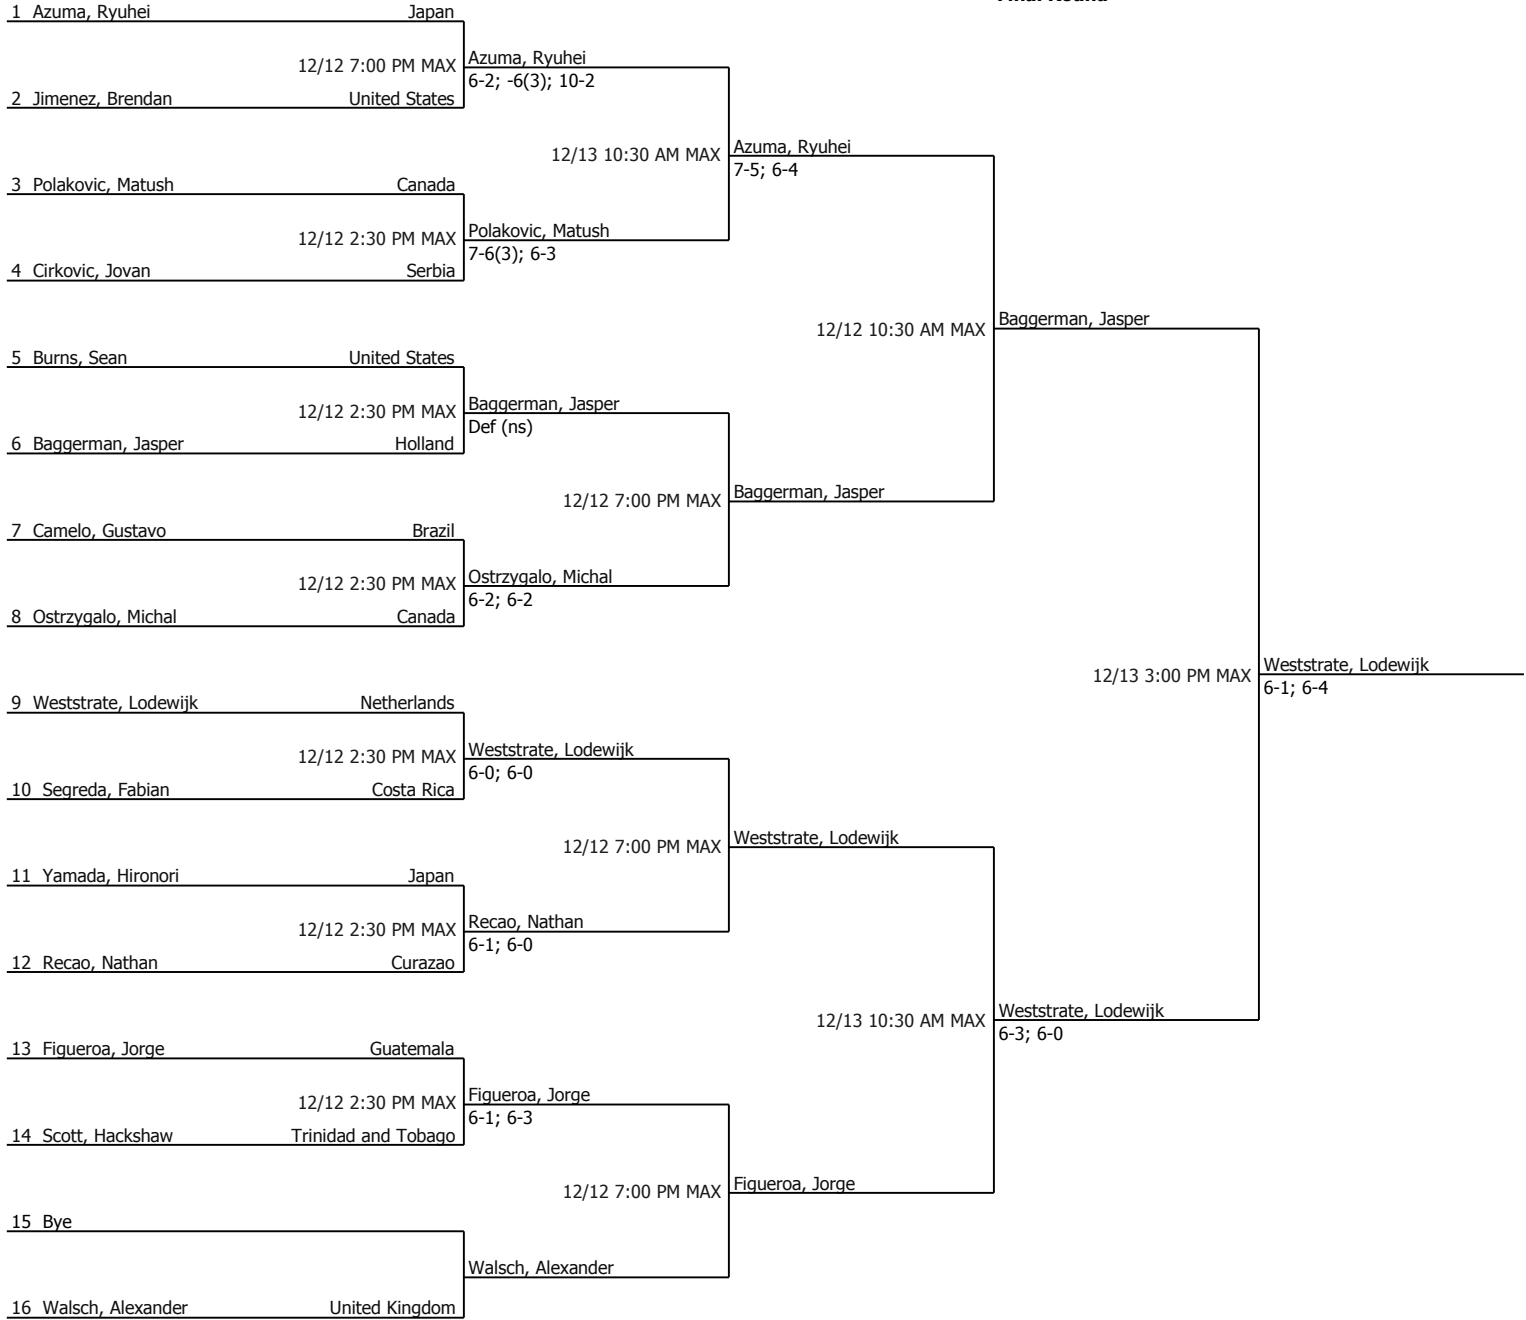 Final Round
1 Azuma, Ryuhei Japan
12/12 7:00 PM MAX Azuma, Ryuhei
6-2; -6(3); 10-2
2 Jimenez, Brendan United States
12/13 10:30 AM MAX Azuma, Ryuhei
7-5; 6-4
3 Polakovic, Matush Canada
12/12 2:30 PM MAX Polakovic, Matush
7-6(3); 6-3
4 Cirkovic, Jovan Serbia
12/12 10:30 AM MAX Baggerman, Jasper
5 Burns, Sean United States
12/12 2:30 PM MAX Baggerman, Jasper
Def (ns)
6 Baggerman, Jasper Holland
12/12 7:00 PM MAX Baggerman, Jasper
7 Camelo, Gustavo Brazil
12/12 2:30 PM MAX Ostrzygalo, Michal
6-2; 6-2
8 Ostrzygalo, Michal Canada
12/13 3:00 PM MAX Weststrate, Lodewijk
6-1; 6-4
9 Weststrate, Lodewijk Netherlands
12/12 2:30 PM MAX Weststrate, Lodewijk
6-0; 6-0
10 Segreda, Fabian Costa Rica
12/12 7:00 PM MAX Weststrate, Lodewijk
11 Yamada, Hironori Japan
12/12 2:30 PM MAX Recao, Nathan
6-1; 6-0
12 Recao, Nathan Curazao
12/13 10:30 AM MAX Weststrate, Lodewijk
6-3; 6-0
13 Figueroa, Jorge Guatemala
12/12 2:30 PM MAX Figueroa, Jorge
6-1; 6-3
14 Scott, Hackshaw Trinidad and Tobago
12/12 7:00 PM MAX Figueroa, Jorge
15 Bye
Walsch, Alexander
16 Walsch, Alexander United Kingdom